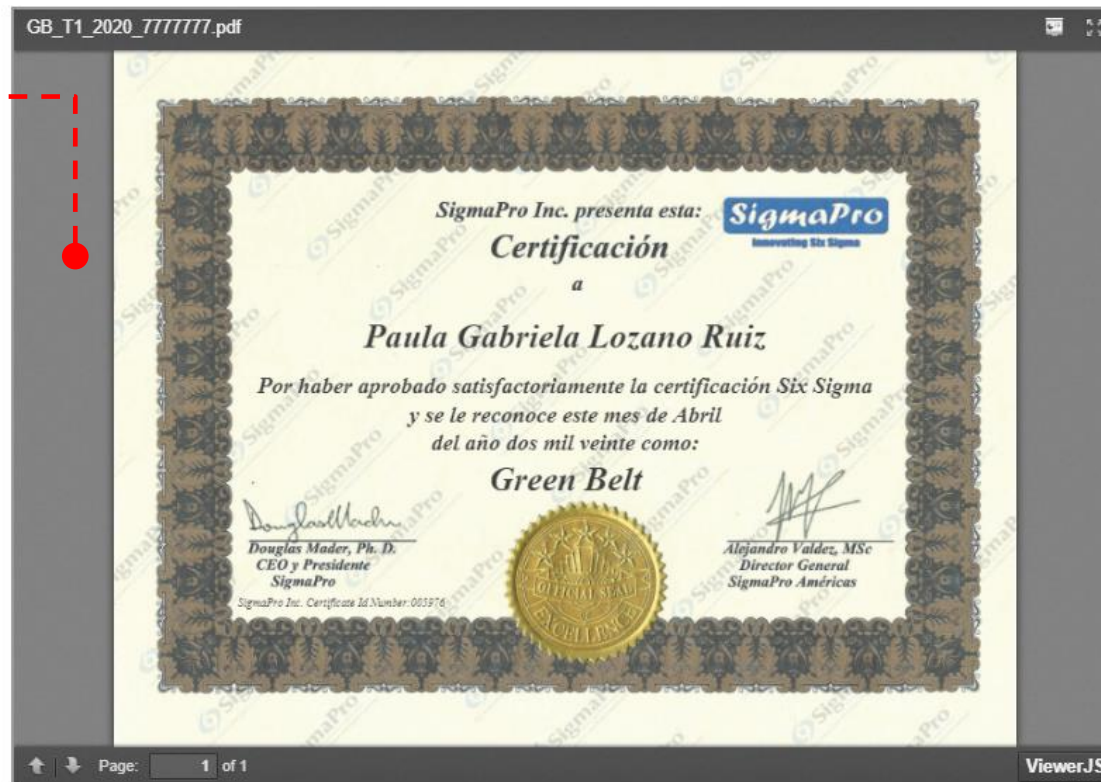 GB_T1_2020_7777777.pdf
SigmaPro Inc. presenta esta:
SigmaPro
Innovating Six Sigma
Certificación
a
Paula Gabriela Lozano Ruiz
Por haber aprobado satisfactoriamente la certificación Six Sigma
y se le reconoce este mes de Abril
del año dos mil veinte como:
Green Belt
Douglas Mader, Ph. D.
CEO y Presidente
SigmaPro
Alejandro Valdez, MSc
Director General
SigmaPro Américas
SigmaPro Inc. Certificate Id Number: 005976
OFFICIAL SEAL
EXCELLENCE
Page: 1 of 1
ViewerJS